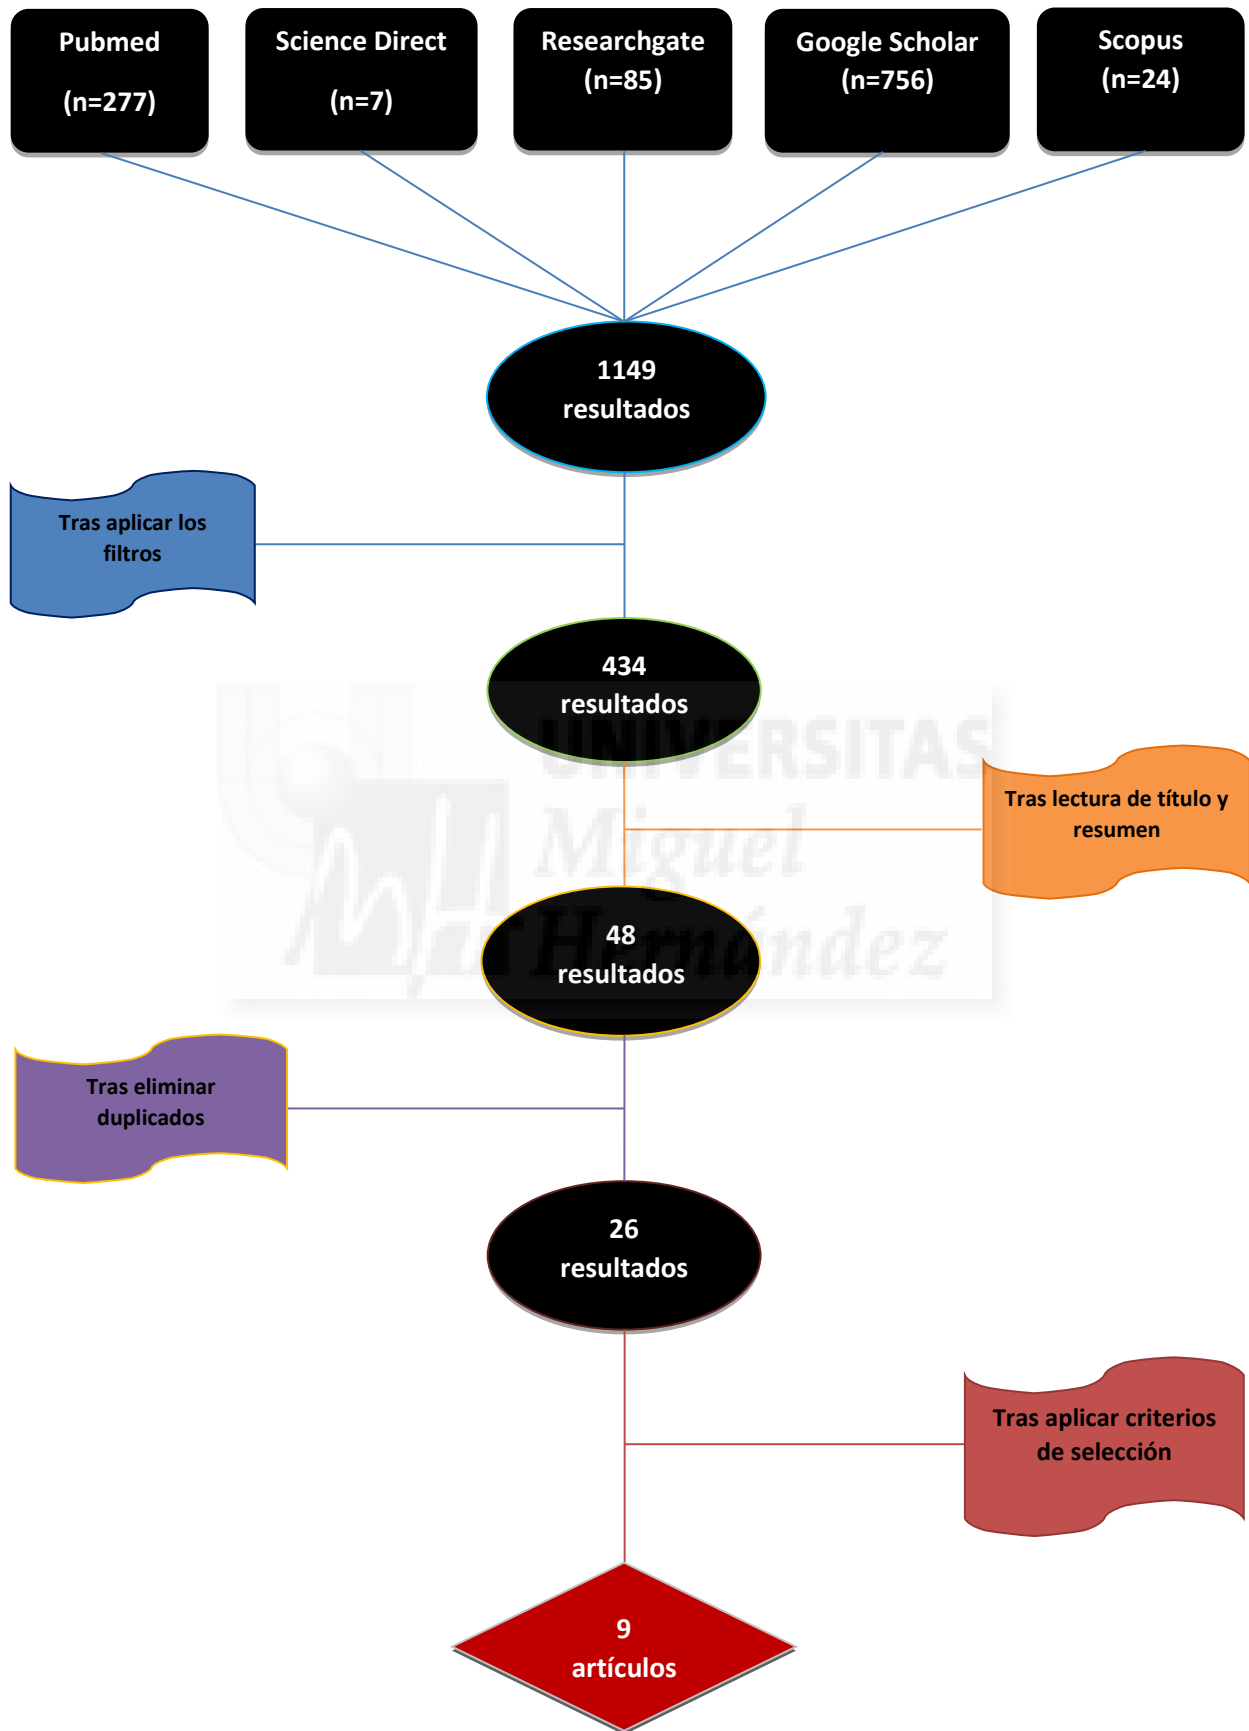 Pubmed
(n=277)
Science Direct
(n=7)
Researchgate
(n=85)
Google Scholar
(n=756)
Scopus
(n=24)
1149
resultados
Tras aplicar los
filtros
434
resultados
UNIVERSITAS
Miguel
Hernández
Tras lectura de título y
resumen
48
resultados
Tras eliminar
duplicados
26
resultados
Tras aplicar criterios
de selección
9
artículos